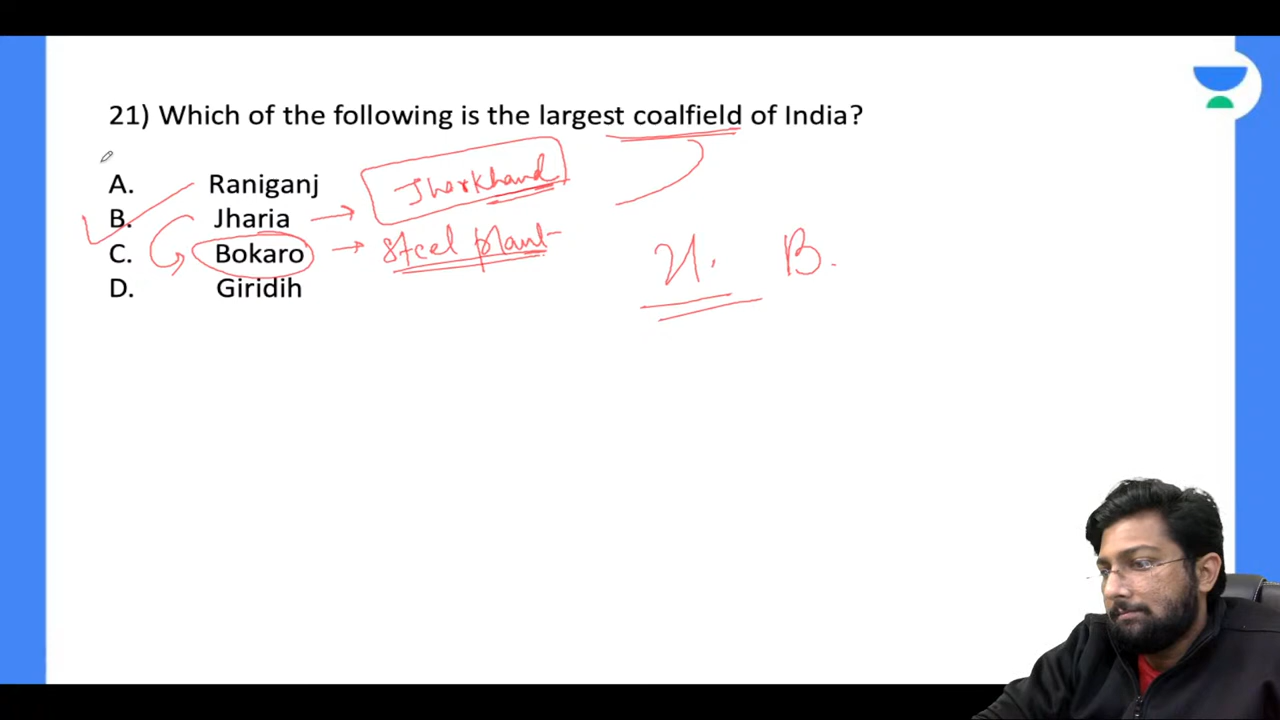 21) Which of the following is the largest coalfield of India?
A. Raniganj
B. Jharia → Jharkhand
C. Bokaro → Steel plant
D. Giridih
21. B.